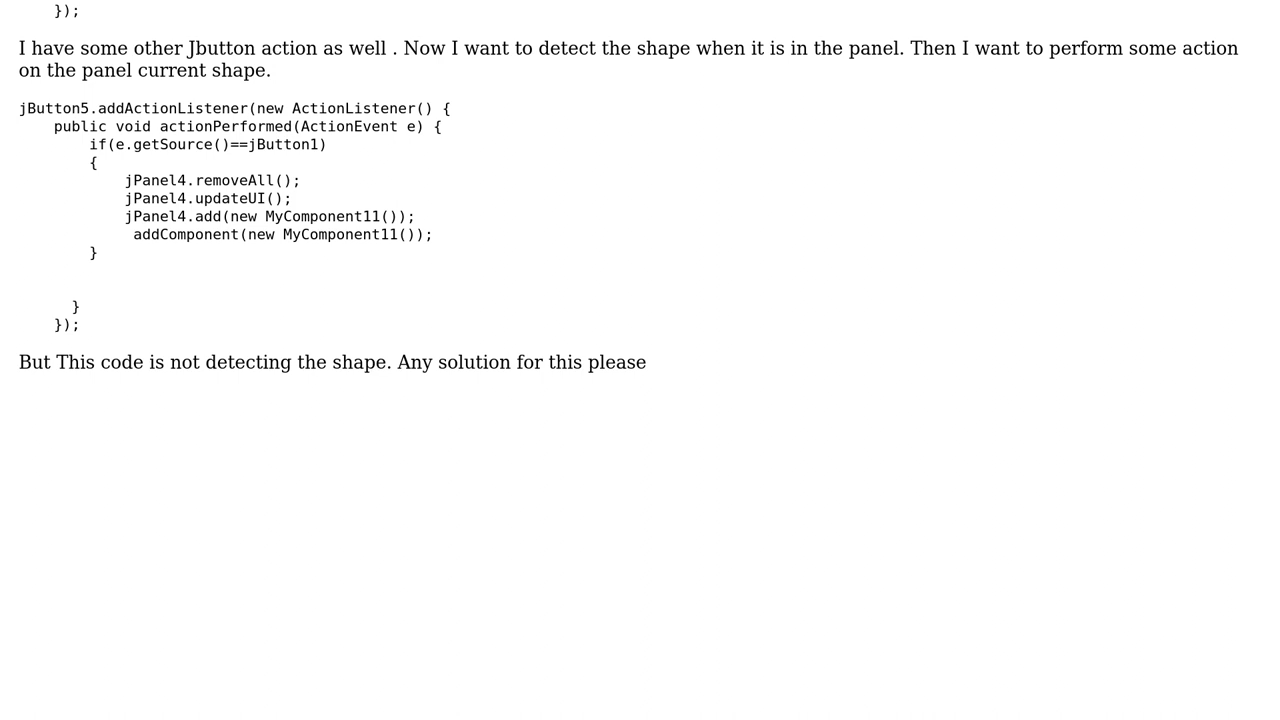 });
I have some other Jbutton action as well . Now I want to detect the shape when it is in the panel. Then I want to perform some action
on the panel current shape.
jButton5.addActionListener(new ActionListener() {
    public void actionPerformed(ActionEvent e) {
        if(e.getSource()==jButton1)
        {
            jPanel4.removeAll();
            jPanel4.updateUI();
            jPanel4.add(new MyComponent11());
             addComponent(new MyComponent11());
        }
      }
    });
But This code is not detecting the shape. Any solution for this please